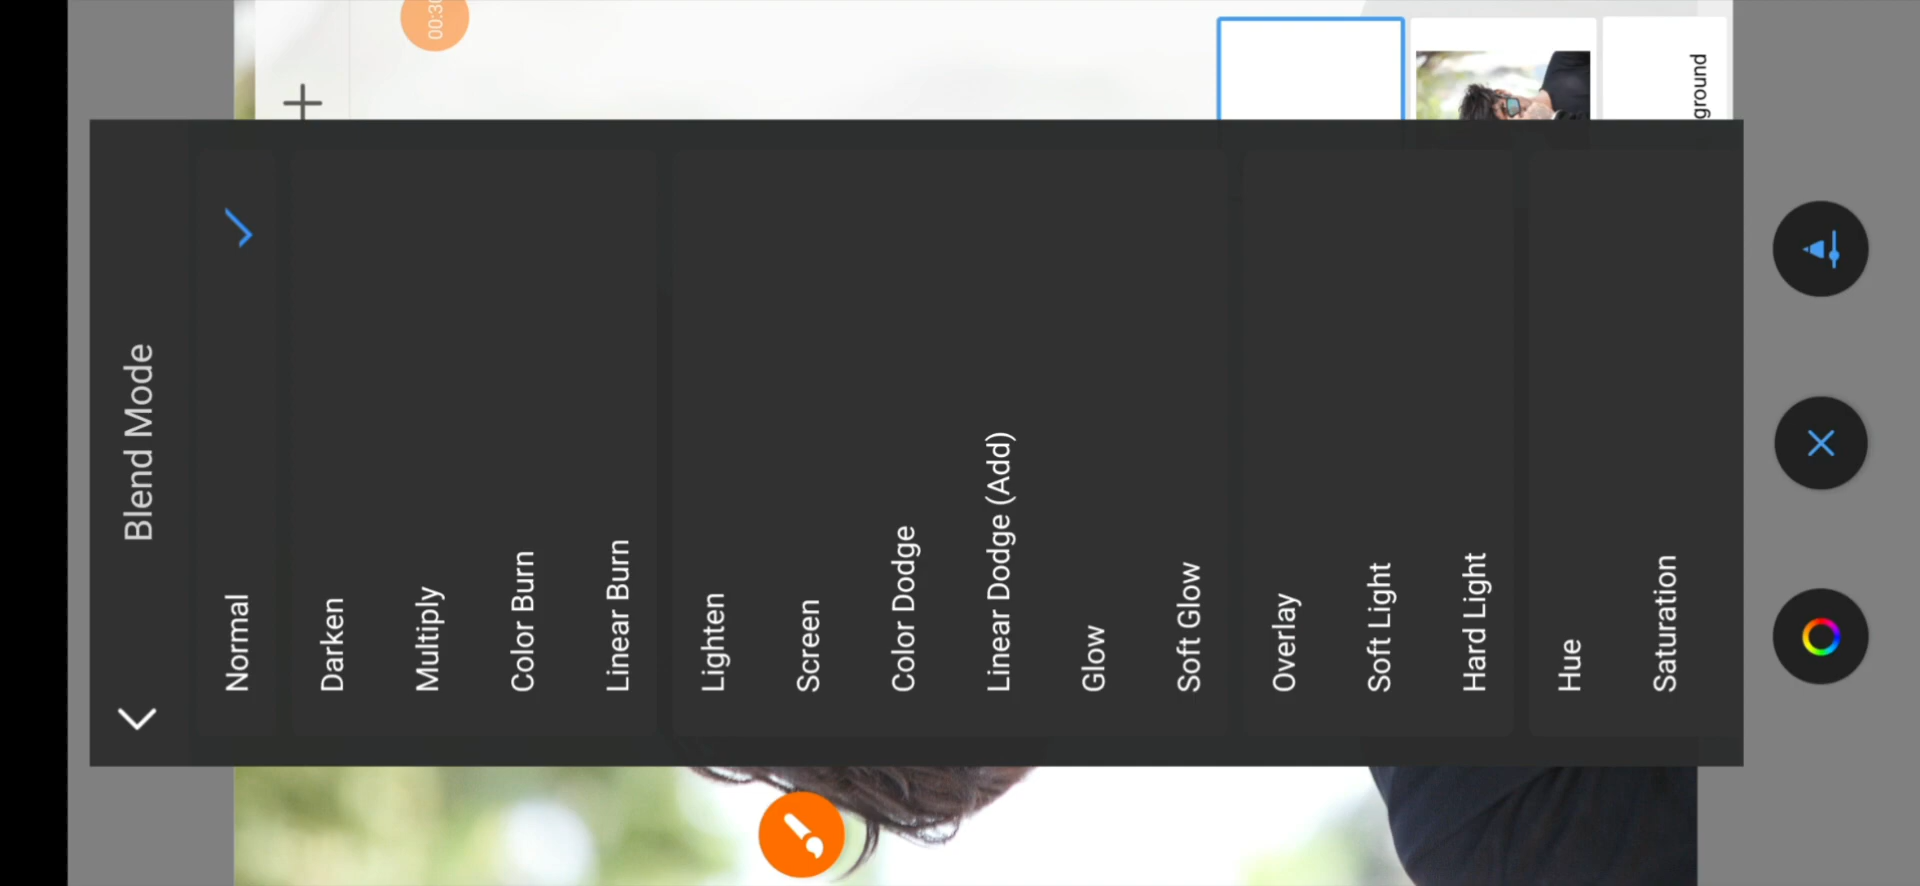 Blend Mode
Normal
Darken
Multiply
Color Burn
Linear Burn
Lighten
Screen
Color Dodge
Linear Dodge (Add)
Glow
Soft Glow
Overlay
Soft Light
Hard Light
Hue
Saturation
ground